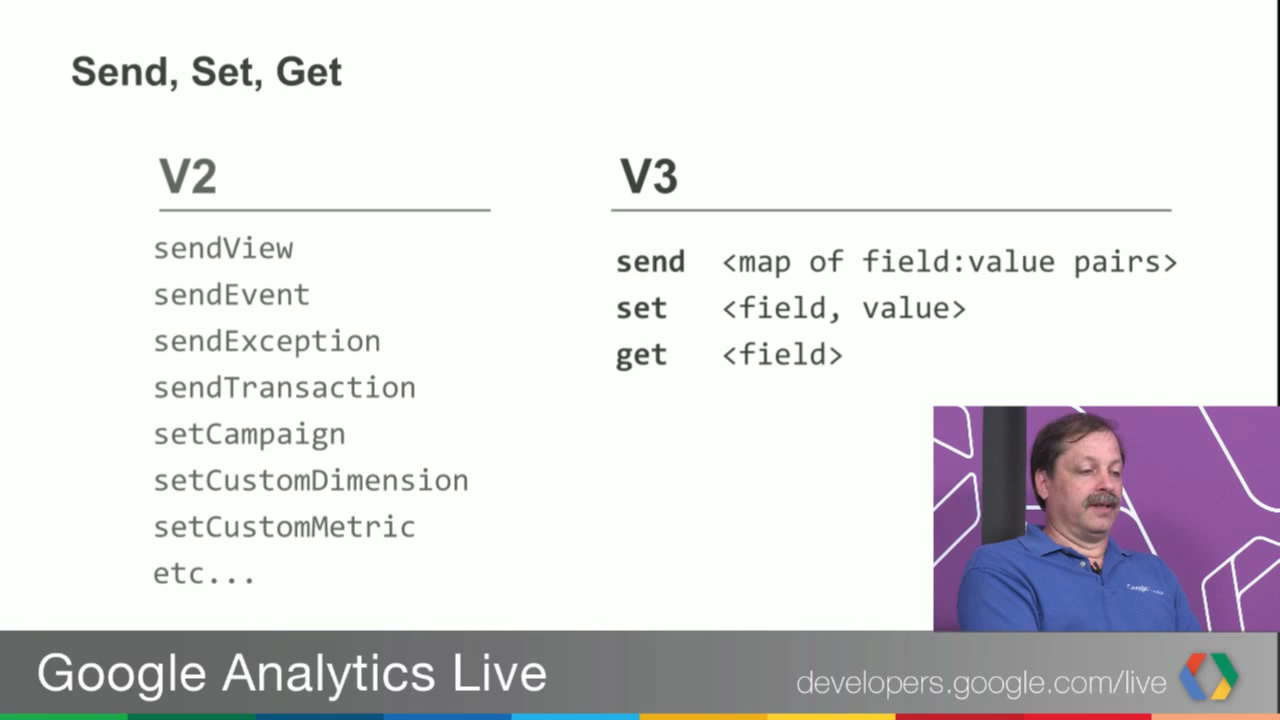 Send, Set, Get
V2
sendView
sendEvent
sendException
sendTransaction
setCampaign
setCustomDimension
setCustomMetric
etc...
V3
send <map of field:value pairs>
set <field, value>
get <field>
Google
Google Analytics Live
developers.google.com/live